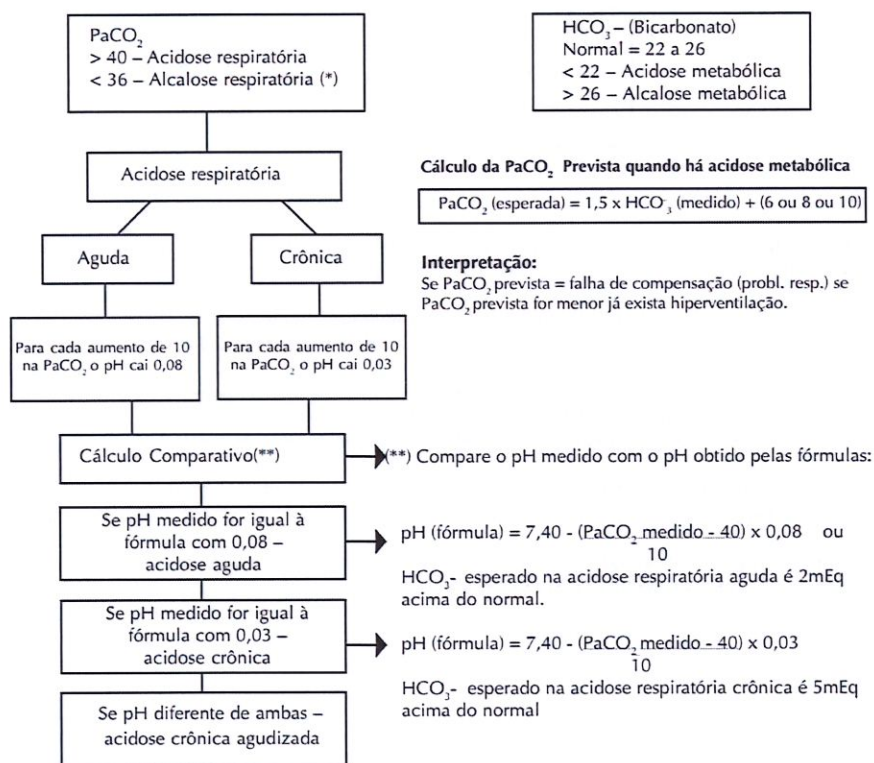 PaCO₂
> 40 – Acidose respiratória
< 36 – Alcalose respiratória (*)
HCO₃– (Bicarbonato)
Normal = 22 a 26
< 22 – Acidose metabólica
> 26 – Alcalose metabólica
Acidose respiratória
Cálculo da PaCO₂ Prevista quando há acidose metabólica
PaCO₂ (esperada) = 1,5 x HCO⁻₃ (medido) + (6 ou 8 ou 10)
Aguda
Crônica
Interpretação:
Se PaCO₂ prevista = falha de compensação (probl. resp.) se
PaCO₂ prevista for menor já exista hiperventilação.
Para cada aumento de 10
na PaCO₂ o pH cai 0,08
Para cada aumento de 10
na PaCO₂ o pH cai 0,03
Cálculo Comparativo(**)
(**) Compare o pH medido com o pH obtido pelas fórmulas:
Se pH medido for igual à
fórmula com 0,08 –
acidose aguda
pH (fórmula) = 7,40 - (PaCO₂ medido - 40) x 0,08 ou
10
HCO₃- esperado na acidose respiratória aguda é 2mEq
acima do normal.
Se pH medido for igual à
fórmula com 0,03 –
acidose crônica
pH (fórmula) = 7,40 - (PaCO₂ medido - 40) x 0,03
10
HCO₃- esperado na acidose respiratória crônica é 5mEq
acima do normal
Se pH diferente de ambas –
acidose crônica agudizada